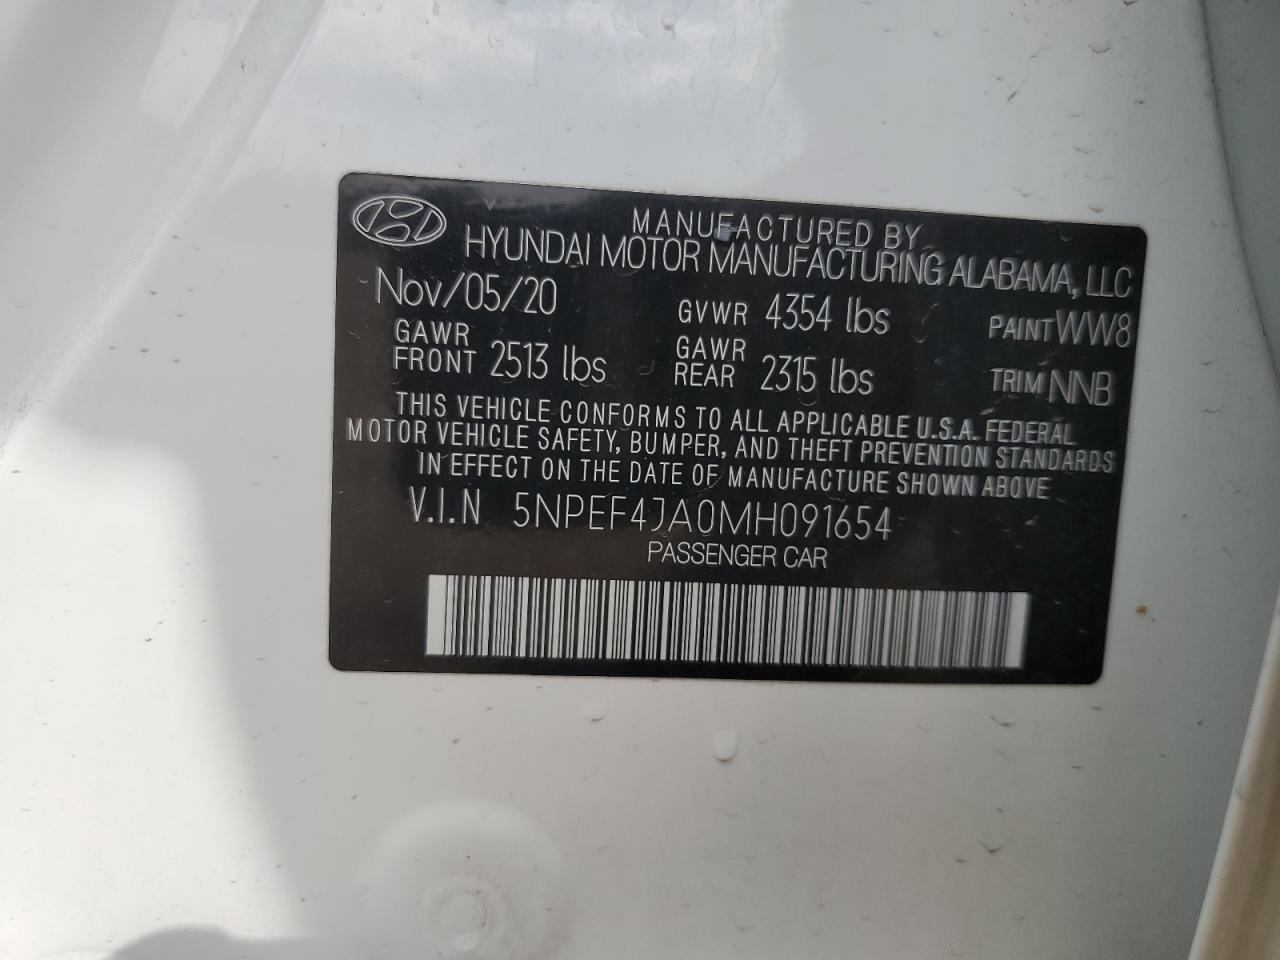 MANUFACTURED BY
HYUNDAI MOTOR MANUFACTURING ALABAMA, LLC
Nov/05/20 GVWR 4354 lbs PAINT WW8
GAWR FRONT 2513 lbs GAWR REAR 2315 lbs TRIM NNB
THIS VEHICLE CONFORMS TO ALL APPLICABLE U.S.A. FEDERAL
MOTOR VEHICLE SAFETY, BUMPER, AND THEFT PREVENTION STANDARDS
IN EFFECT ON THE DATE OF MANUFACTURE SHOWN ABOVE
V.I.N 5NPEF4JA0MH091654
PASSENGER CAR